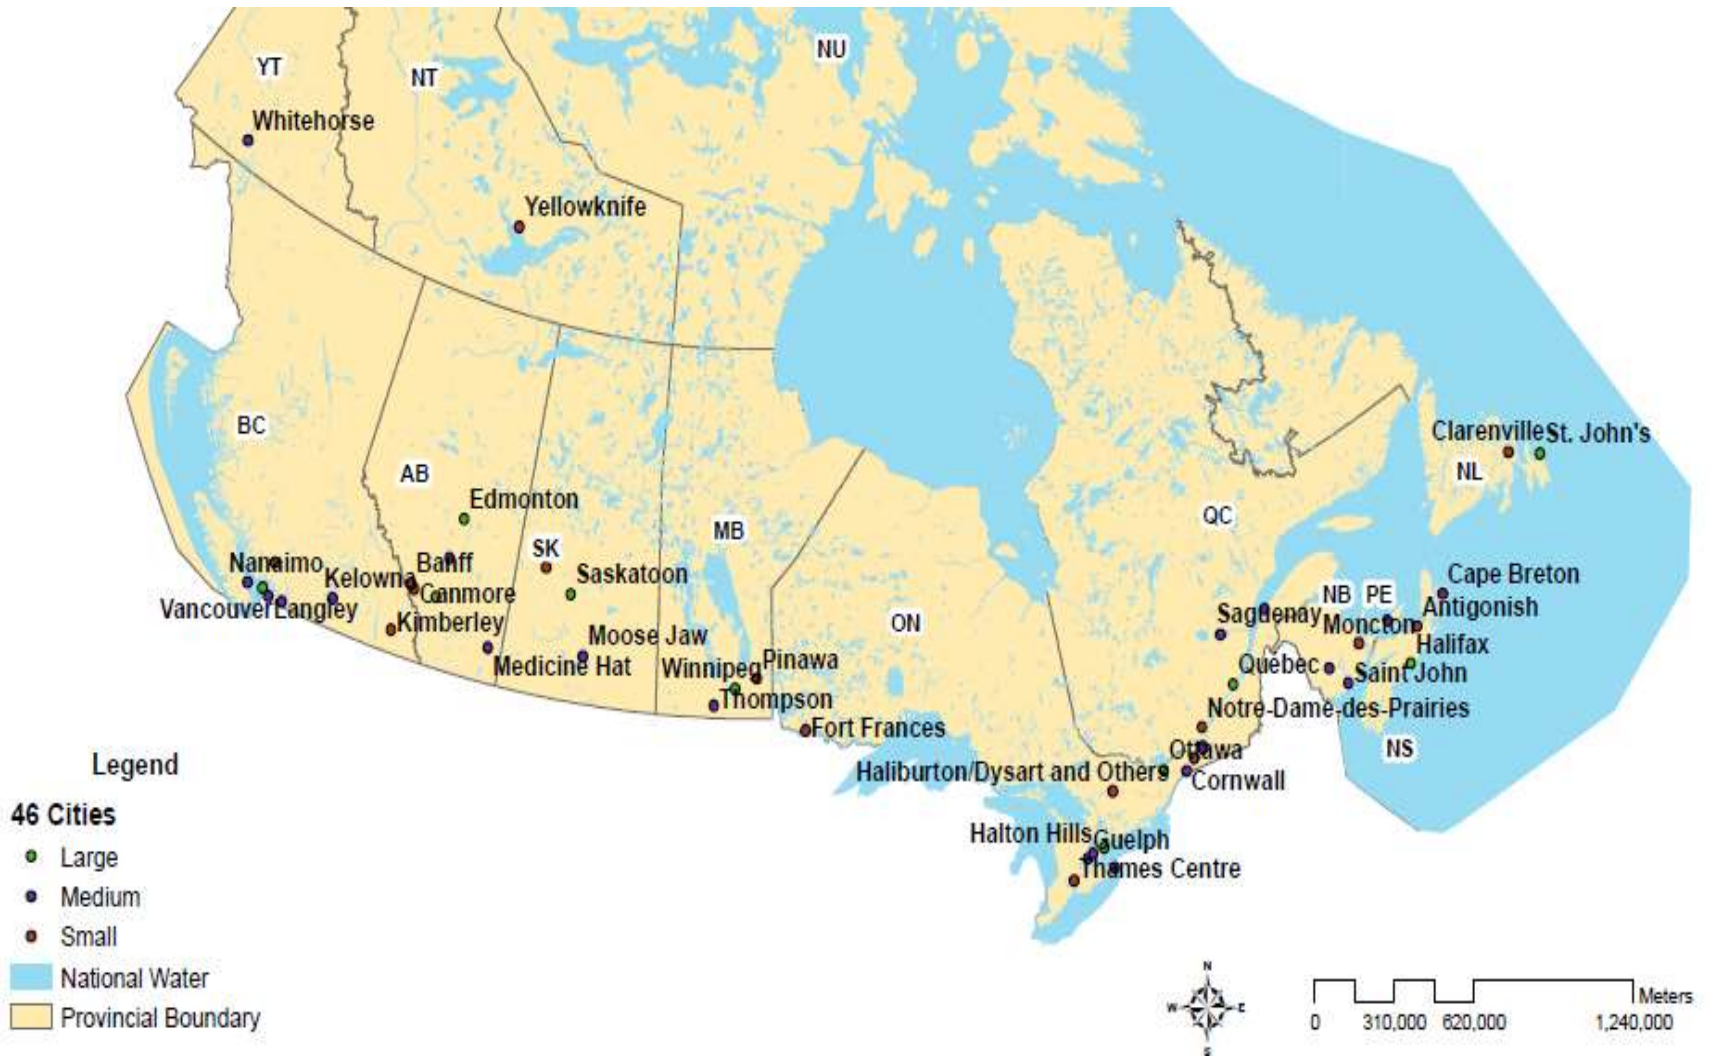 NU
YT
NT
Whitehorse
Yellowknife
BC
Clarenville St. John's
AB
NL
Edmonton
QC
MB
SK
Banff
Nanaimo
Saskatoon
Kelowna
Cape Breton
Canmore
NB PE
Antigonish
Vancouver Langley
Saguenay
Kimberley
ON
Moncton
Moose Jaw
Halifax
Medicine Hat
Winnipeg Pinawa
Quebec
Saint John
Thompson
Notre-Dame-des-Prairies
Fort Frances
Ottawa
NS
Haliburton/Dysart and Others
Cornwall
Halton Hills Guelph
Thames Centre
Legend
46 Cities
Large
Medium
Small
National Water
Provincial Boundary
N
W E
S
Meters
0 310,000 620,000 1,240,000